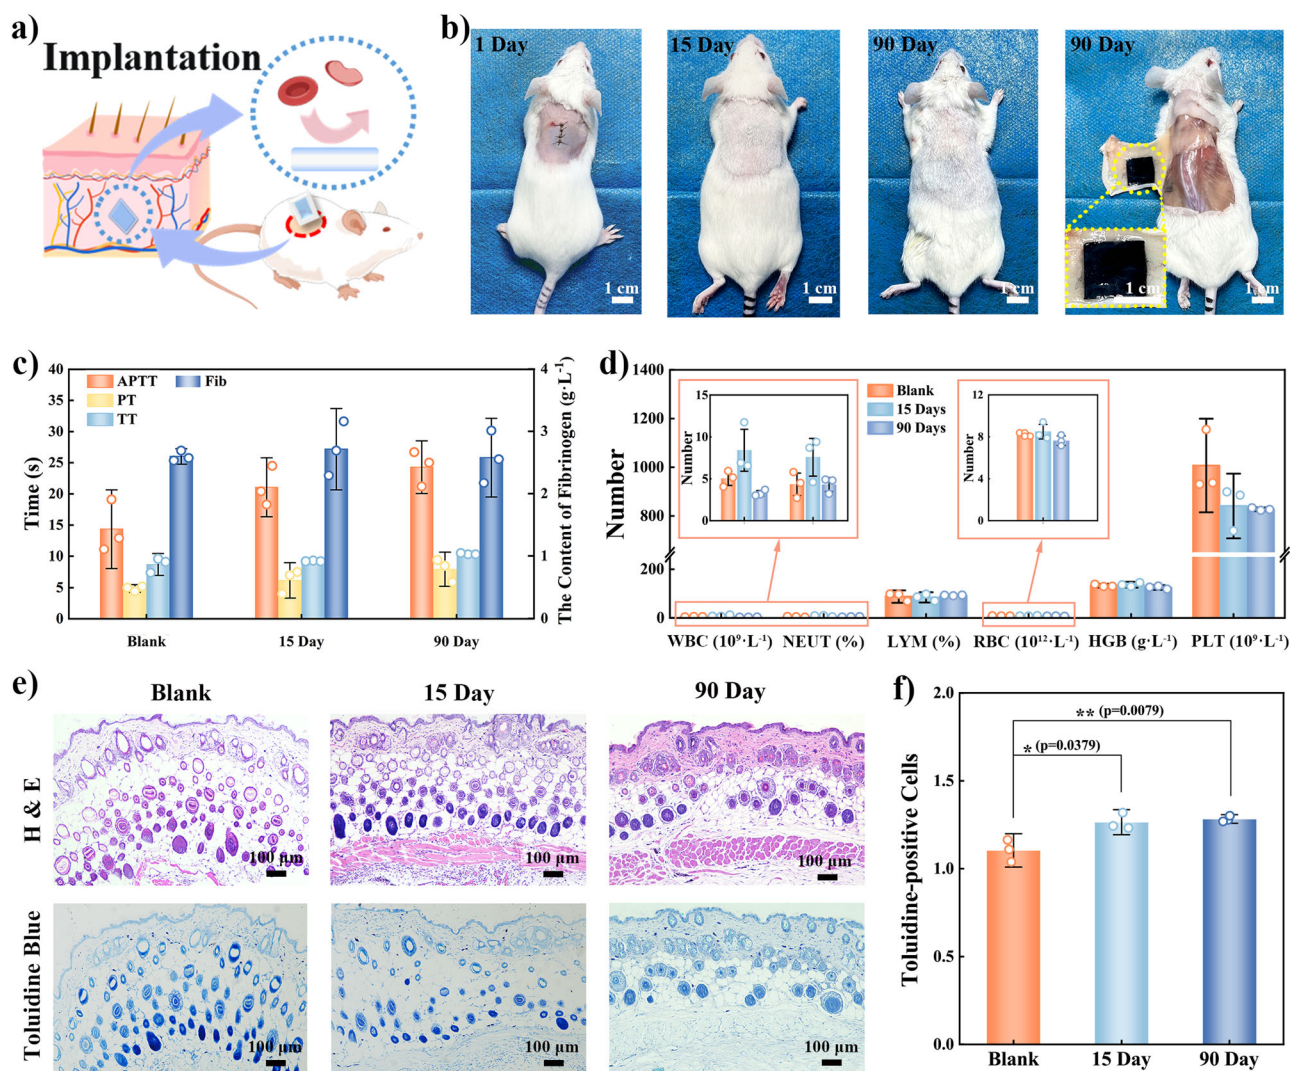 a)
Implantation
b)
1 Day
15 Day
90 Day
90 Day
1 cm
1 cm
1 cm
1 cm
1 cm
c)
40
35
30
25
20
15
10
5
0
Time (s)
APTT
PT
TT
Fib
4
3
2
1
0
The Content of Fibrinogen (g·L⁻¹)
Blank
15 Day
90 Day
d)
1400
1200
1000
800
200
0
Number
15
10
5
0
Number
Blank
15 Days
90 Days
12
8
4
0
Number
WBC (10⁹·L⁻¹)
NEUT (%)
LYM (%)
RBC (10¹²·L⁻¹)
HGB (g·L⁻¹)
PLT (10⁹·L⁻¹)
e)
Blank
15 Day
90 Day
H & E
100 μm
100 μm
100 μm
Toluidine Blue
100 μm
100 μm
100 μm
f)
2.0
1.5
1.0
0.5
0.0
Toluidine-positive Cells
** (p=0.0079)
* (p=0.0379)
Blank
15 Day
90 Day